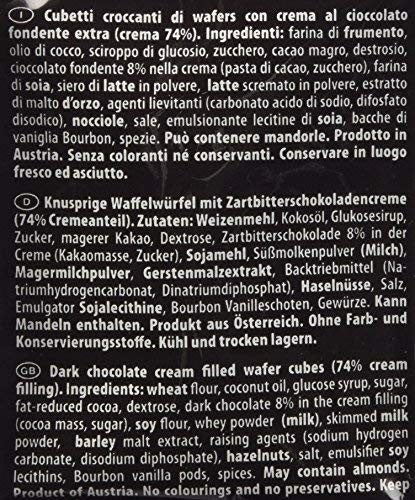 I Cubetti croccanti di wafers con crema al cioccolato
fondente extra (crema 74%). Ingredienti: farina di frumento,
olio di cocco, sciroppo di glucosio, zucchero, cacao magro, destrosio,
cioccolato fondente 8% nella crema (pasta di cacao, zucchero), farina
di soia, siero di latte in polvere, latte scremato in polvere, estratto
di malto d'orzo, agenti lievitanti (carbonato acido di sodio, difosfato
disodico), nocciole, sale, emulsionante lecitine di soia, bacche di
vaniglia Bourbon, spezie. Può contenere mandorle. Prodotto in
Austria. Senza coloranti né conservanti. Conservare in luogo
fresco ed asciutto.
D Knusprige Waffelwürfel mit Zartbitterschokoladencreme
(74% Cremeanteil). Zutaten: Weizenmehl, Kokosöl, Glukosesirup,
Zucker, magerer Kakao, Dextrose, Zartbitterschokolade 8% in der
Creme (Kakaomasse, Zucker), Sojamehl, Süßmolkenpulver (Milch),
Magermilchpulver, Gerstenmalzextrakt, Backtriebmittel (Na-
triumhydrogencarbonat, Dinatriumdiphosphat), Haselnüsse, Salz,
Emulgator Sojalecithine, Bourbon Vanilleschoten, Gewürze. Kann
Mandeln enthalten. Produkt aus Österreich. Ohne Farb- und
Konservierungsstoffe. Kühl und trocken lagern.
GB Dark chocolate cream filled wafer cubes (74% cream
filling). Ingredients: wheat flour, coconut oil, glucose syrup, sugar,
fat-reduced cocoa, dextrose, dark chocolate 8% in the cream filling
(cocoa mass, sugar), soy flour, whey powder (milk), skimmed milk
powder, barley malt extract, raising agents (sodium hydrogen
carbonate, disodium diphosphate), hazelnuts, salt, emulsifier soy
lecithins, Bourbon vanilla pods, spices. May contain almonds.
Product of Austria. No colourings and no preservatives. Keep